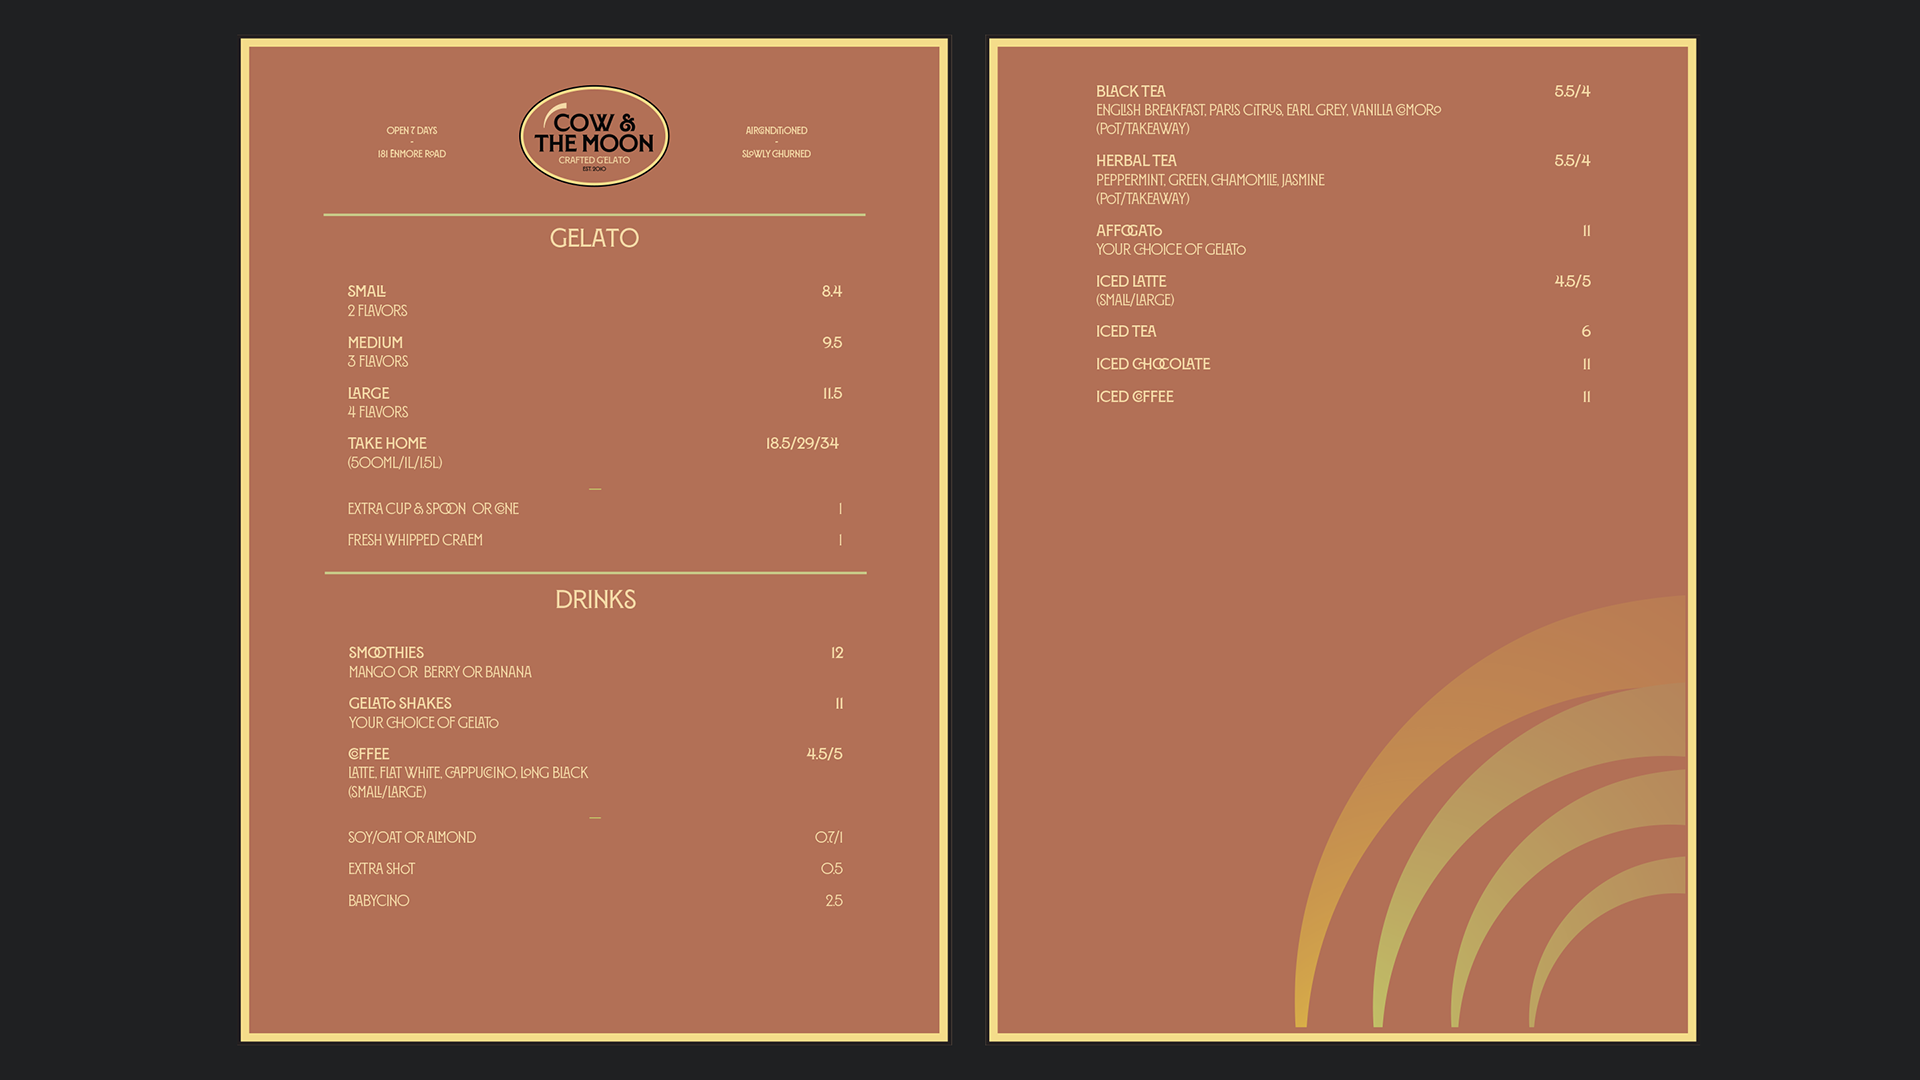 OPEN 7 DAYS
-
181 ENMORE ROAD
COW &
THE MOON
CRAFTED GELATO
EST. 2010
AIRCONDITIONED
-
SLOWLY CHURNED
GELATO
SMALL 8.4
2 FLAVORS
MEDIUM 9.5
3 FLAVORS
LARGE 11.5
4 FLAVORS
TAKE HOME 18.5/29/34
(500ML/1L/1.5L)
—
EXTRA CUP & SPOON OR CONE 1
FRESH WHIPPED CRAEM 1
DRINKS
SMOOTHIES 12
MANGO OR BERRY OR BANANA
GELATO SHAKES 11
YOUR CHOICE OF GELATO
COFFEE 4.5/5
LATTE, FLAT WHITE, CAPPUCCINO, LONG BLACK
(SMALL/LARGE)
—
SOY/OAT OR ALMOND 0.7/1
EXTRA SHOT 0.5
BABYCINO 2.5
BLACK TEA 5.5/4
ENGLISH BREAKFAST, PARIS CITRUS, EARL GREY, VANILLA COMORO
(POT/TAKEAWAY)
HERBAL TEA 5.5/4
PEPPERMINT, GREEN, CHAMOMILE, JASMINE
(POT/TAKEAWAY)
AFFOGATO 11
YOUR CHOICE OF GELATO
ICED LATTE 4.5/5
(SMALL/LARGE)
ICED TEA 6
ICED CHOCOLATE 11
ICED COFFEE 11